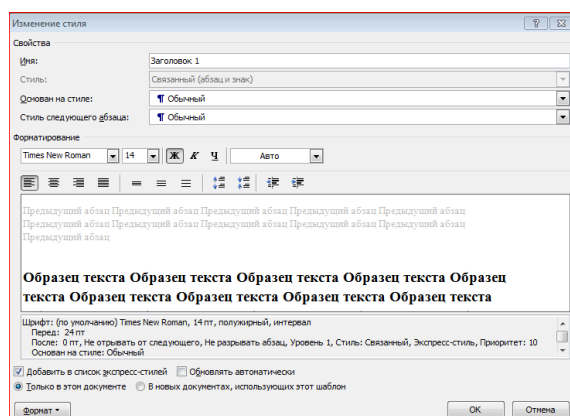 Изменение стиля
Свойства
Имя: Заголовок 1
Стиль: Связанный (абзац и знак)
Основан на стиле: ¶ Обычный
Стиль следующего абзаца: ¶ Обычный
Форматирование
Times New Roman 14 Ж К Ч Авто
Предыдущий абзац Предыдущий абзац Предыдущий абзац Предыдущий абзац Предыдущий абзац
Предыдущий абзац Предыдущий абзац Предыдущий абзац Предыдущий абзац Предыдущий абзац
Предыдущий абзац
Образец текста Образец текста Образец текста Образец текста Образец
текста Образец текста Образец текста Образец текста Образец текста
Шрифт: (по умолчанию) Times New Roman, 14 пт, полужирный, интервал
Перед: 24 пт
После: 0 пт, Не отрывать от следующего, Не разрывать абзац, Уровень 1, Стиль: Связанный, Экспресс-стиль, Приоритет: 10
Основан на стиле: Обычный
Добавить в список экспресс-стилей Обновлять автоматически
Только в этом документе В новых документах, использующих этот шаблон
Формат ОК Отмена